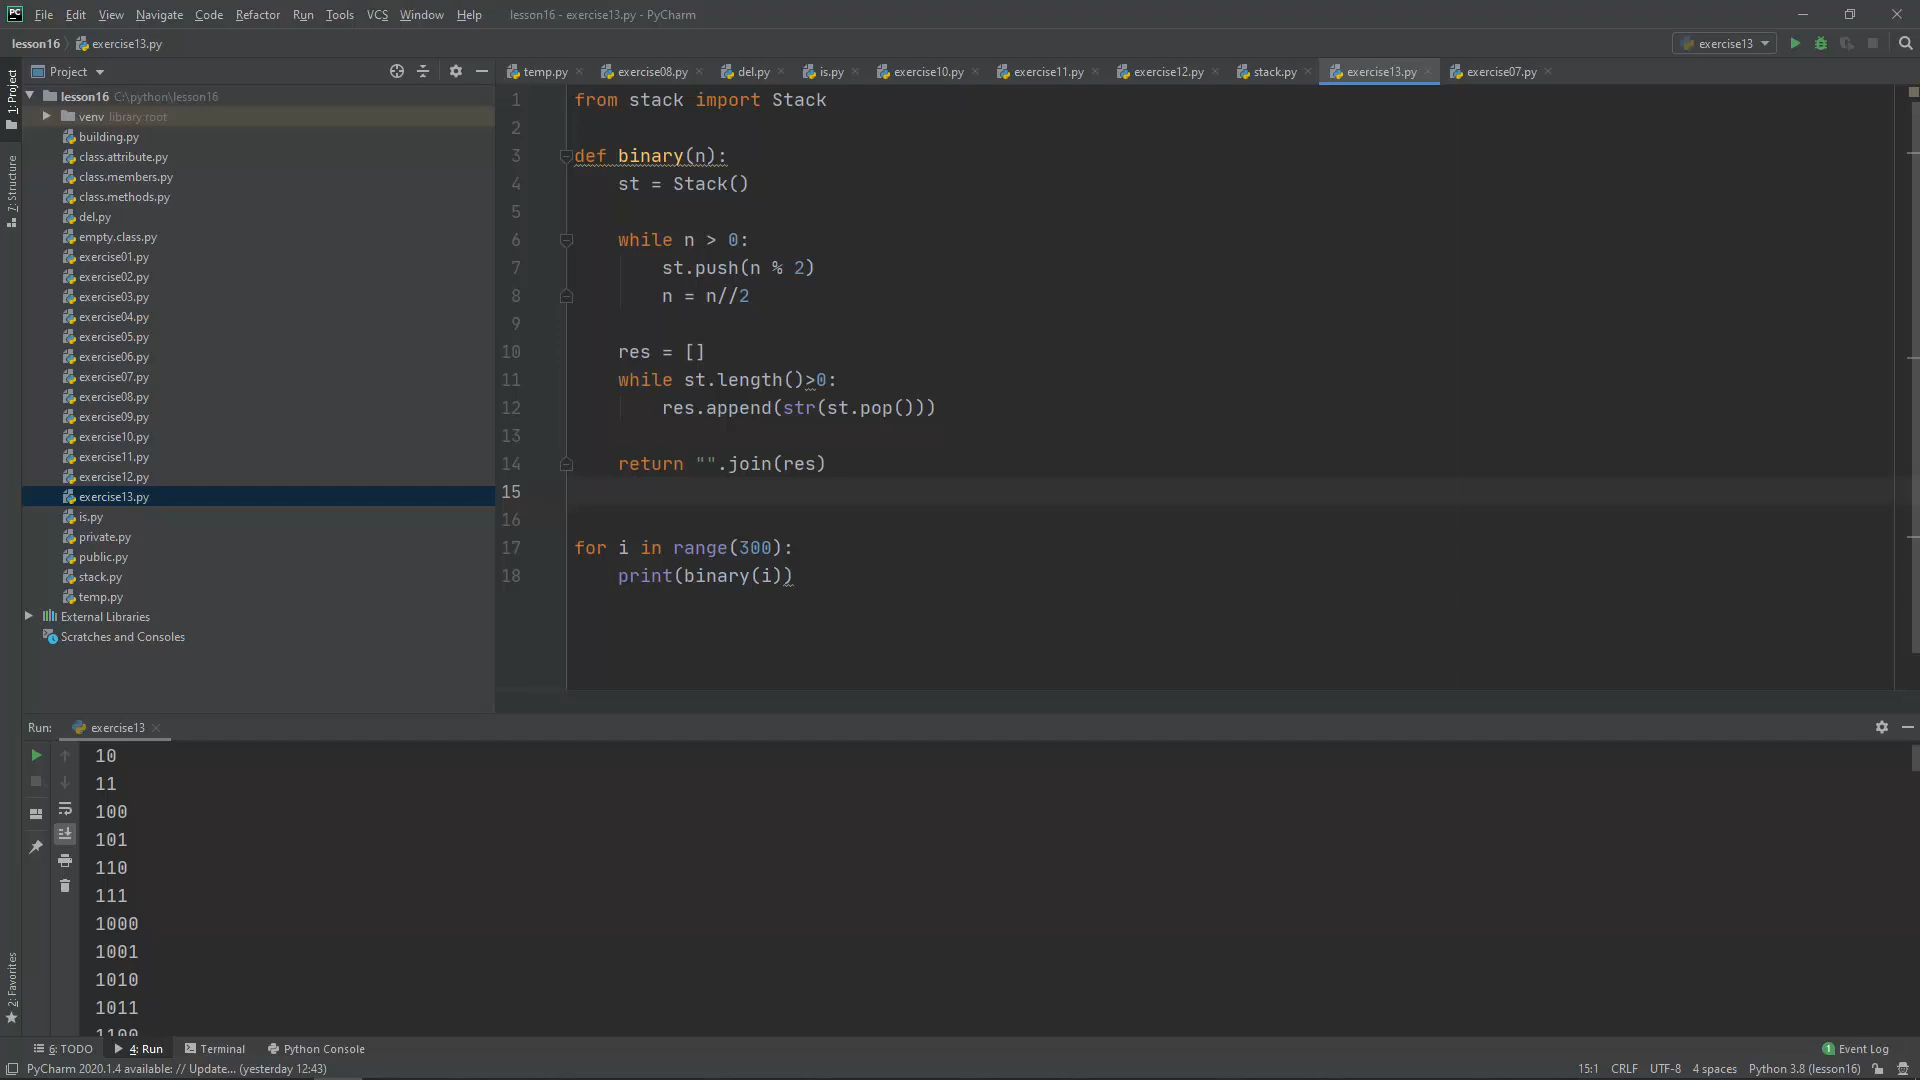 File Edit View Navigate Code Refactor Run Tools VCS Window Help lesson16 - exercise13.py - PyCharm
lesson16 exercise13.py exercise13
1: Project
Project
temp.py exercise08.py del.py is.py exercise10.py exercise11.py exercise12.py stack.py exercise13.py exercise07.py
lesson16 C:\python\lesson16
venv library root
building.py
class.attribute.py
class.members.py
class.methods.py
del.py
empty.class.py
exercise01.py
exercise02.py
exercise03.py
exercise04.py
exercise05.py
exercise06.py
exercise07.py
exercise08.py
exercise09.py
exercise10.py
exercise11.py
exercise12.py
exercise13.py
is.py
private.py
public.py
stack.py
temp.py
External Libraries
Scratches and Consoles
7: Structure
1 from stack import Stack
2
3 def binary(n):
4 st = Stack()
5
6 while n > 0:
7 st.push(n % 2)
8 n = n//2
9
10 res = []
11 while st.length()>0:
12 res.append(str(st.pop()))
13
14 return "".join(res)
15
16
17 for i in range(300):
18 print(binary(i))
Run: exercise13
10
11
100
101
110
111
1000
1001
1010
1011
1100
2: Favorites
6: TODO 4: Run Terminal Python Console 1 Event Log
PyCharm 2020.1.4 available: // Update... (yesterday 12:43) 15:1 CRLF UTF-8 4 spaces Python 3.8 (lesson16)